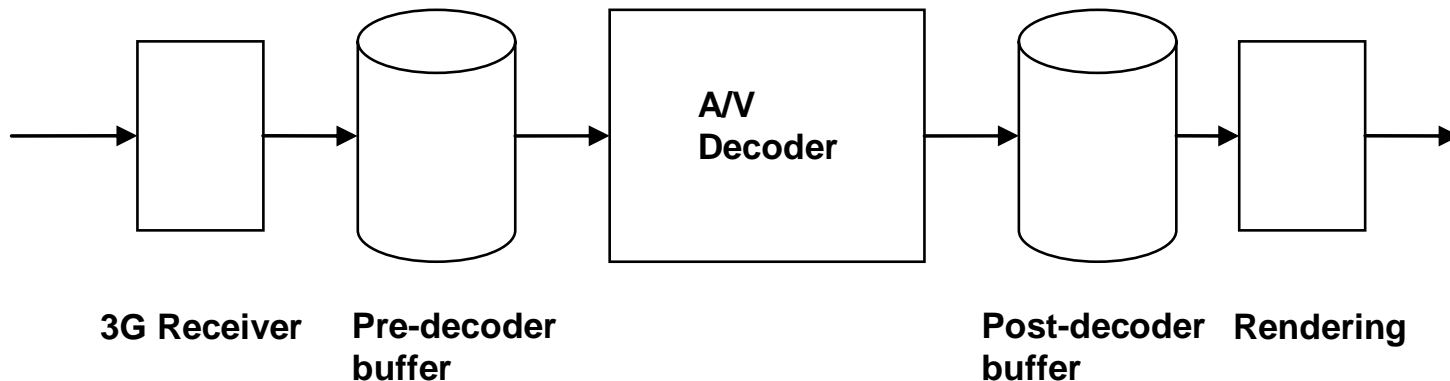 A/V
Decoder
3G Receiver
Pre-decoder
buffer
Post-decoder
buffer
Rendering